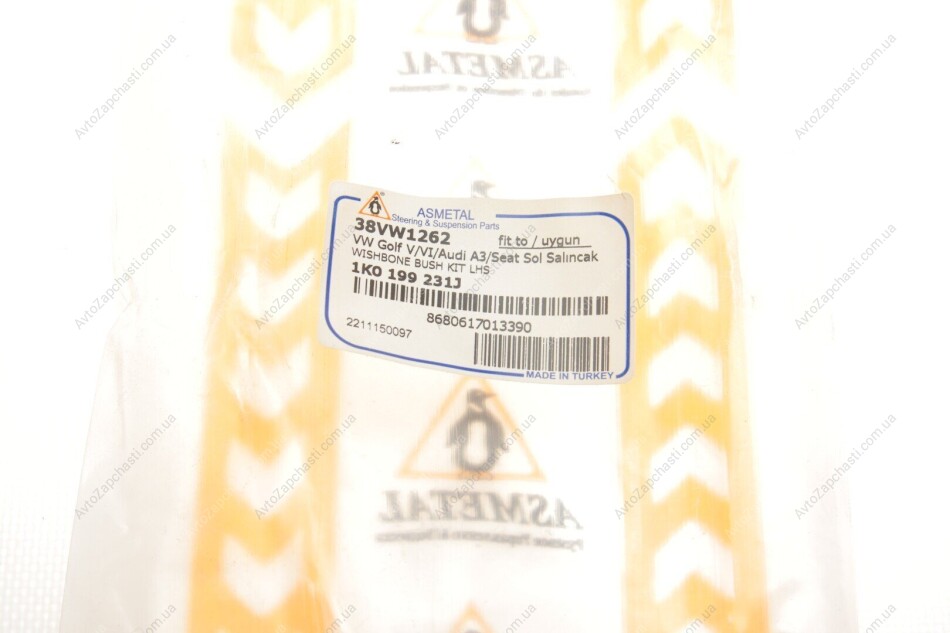 ASMETAL
ASMETAL
Steering & Suspension Parts
38VW1262
fit to / uygun
VW Golf V/VI/Audi A3/Seat Sol Salıncak
WISHBONE BUSH KIT LHS
1K0 199 231J
8680617013390
2211150097
MADE IN TURKEY
ASMETAL
AvtoZapchasti.com.ua